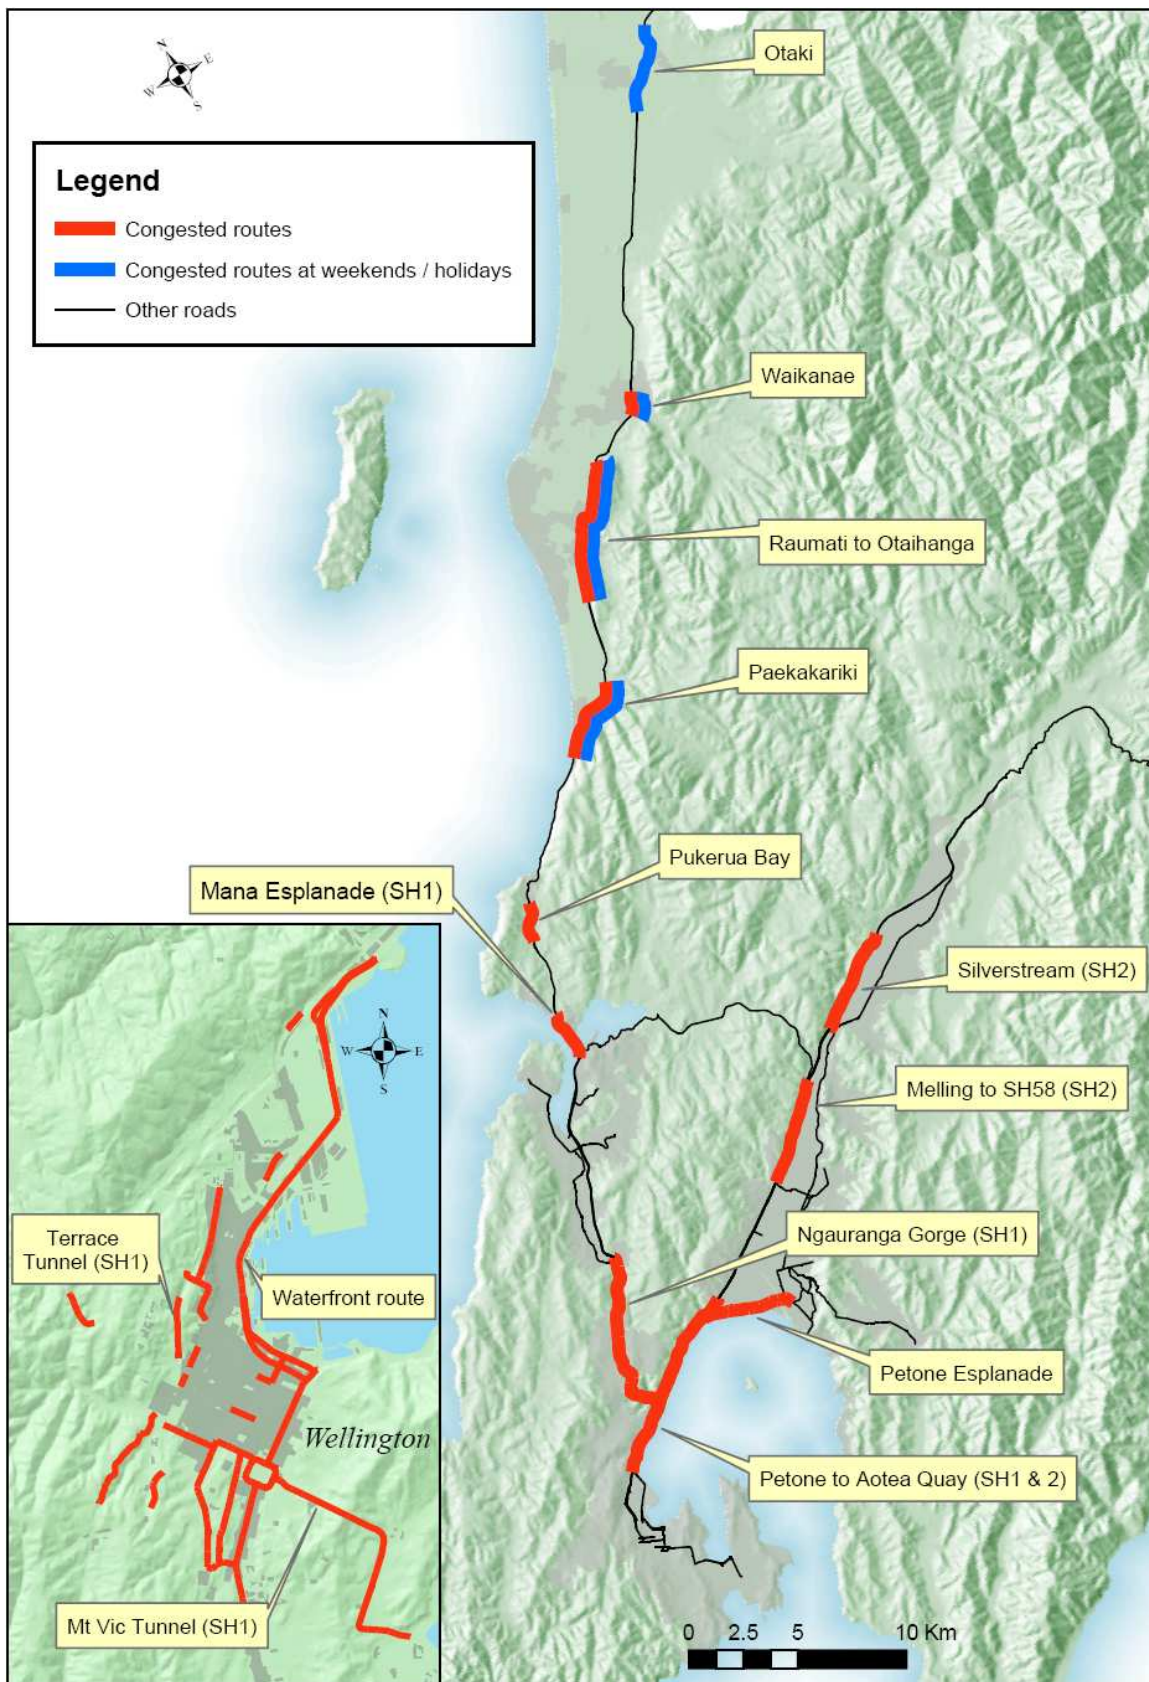 N
E
W
S
Otaki
Legend
Congested routes
Congested routes at weekends / holidays
Other roads
Waikanae
Raumati to Otaihanga
Paekakariki
Pukerua Bay
Mana Esplanade (SH1)
Silverstream (SH2)
Melling to SH58 (SH2)
Ngauranga Gorge (SH1)
Petone Esplanade
Petone to Aotea Quay (SH1 & 2)
0 2.5 5 10 Km
N
W
E
S
Terrace
Tunnel (SH1)
Waterfront route
Wellington
Mt Vic Tunnel (SH1)